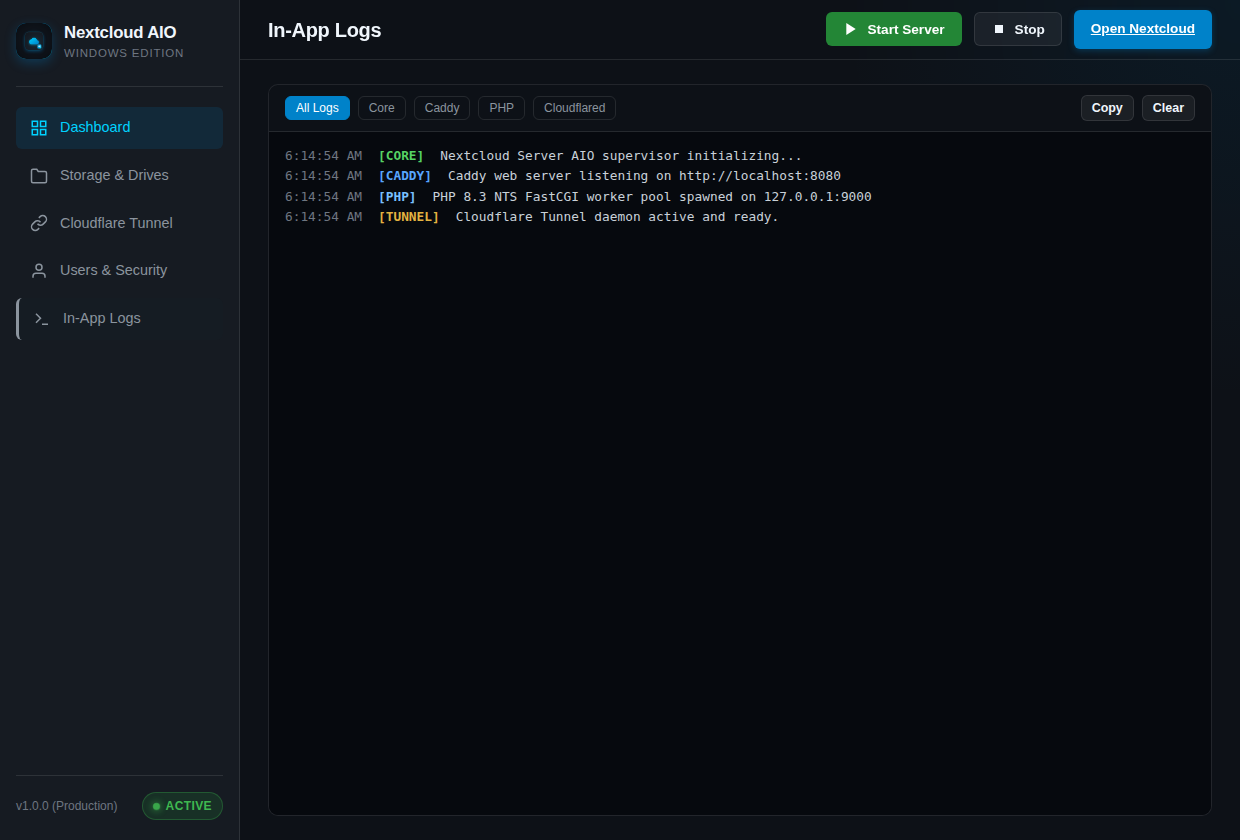 Nextcloud AIO
WINDOWS EDITION
Dashboard
Storage & Drives
Cloudflare Tunnel
Users & Security
In-App Logs
v1.0.0 (Production)
ACTIVE
In-App Logs
Start Server
Stop
Open Nextcloud
All Logs
Core
Caddy
PHP
Cloudflared
Copy
Clear
6:14:54 AM [CORE] Nextcloud Server AIO supervisor initializing...
6:14:54 AM [CADDY] Caddy web server listening on http://localhost:8080
6:14:54 AM [PHP] PHP 8.3 NTS FastCGI worker pool spawned on 127.0.0.1:9000
6:14:54 AM [TUNNEL] Cloudflare Tunnel daemon active and ready.